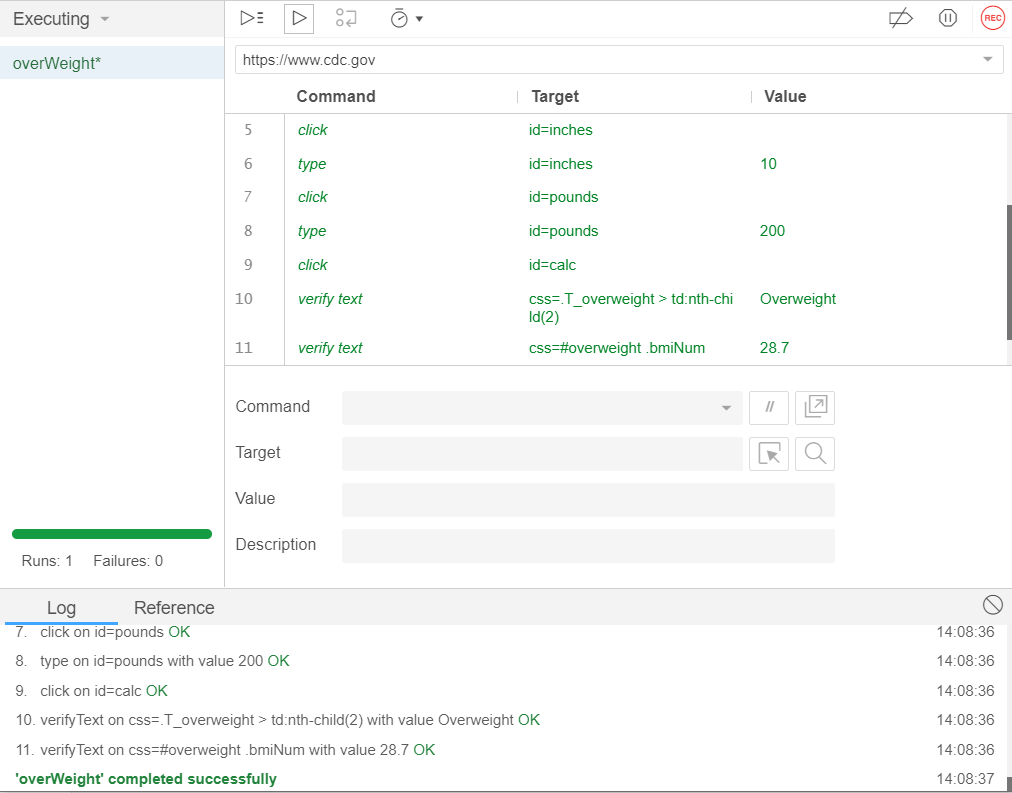 Executing
REC
overWeight*
https://www.cdc.gov
Command Target Value
5 click id=inches
6 type id=inches 10
7 click id=pounds
8 type id=pounds 200
9 click id=calc
10 verify text css=.T_overweight > td:nth-chi Overweight
ld(2)
11 verify text css=#overweight .bmiNum 28.7
Command //
Target
Value
Description
Runs: 1 Failures: 0
Log Reference
7. click on id=pounds OK 14:08:36
8. type on id=pounds with value 200 OK 14:08:36
9. click on id=calc OK 14:08:36
10. verifyText on css=.T_overweight > td:nth-child(2) with value Overweight OK 14:08:36
11. verifyText on css=#overweight .bmiNum with value 28.7 OK 14:08:36
'overWeight' completed successfully 14:08:37